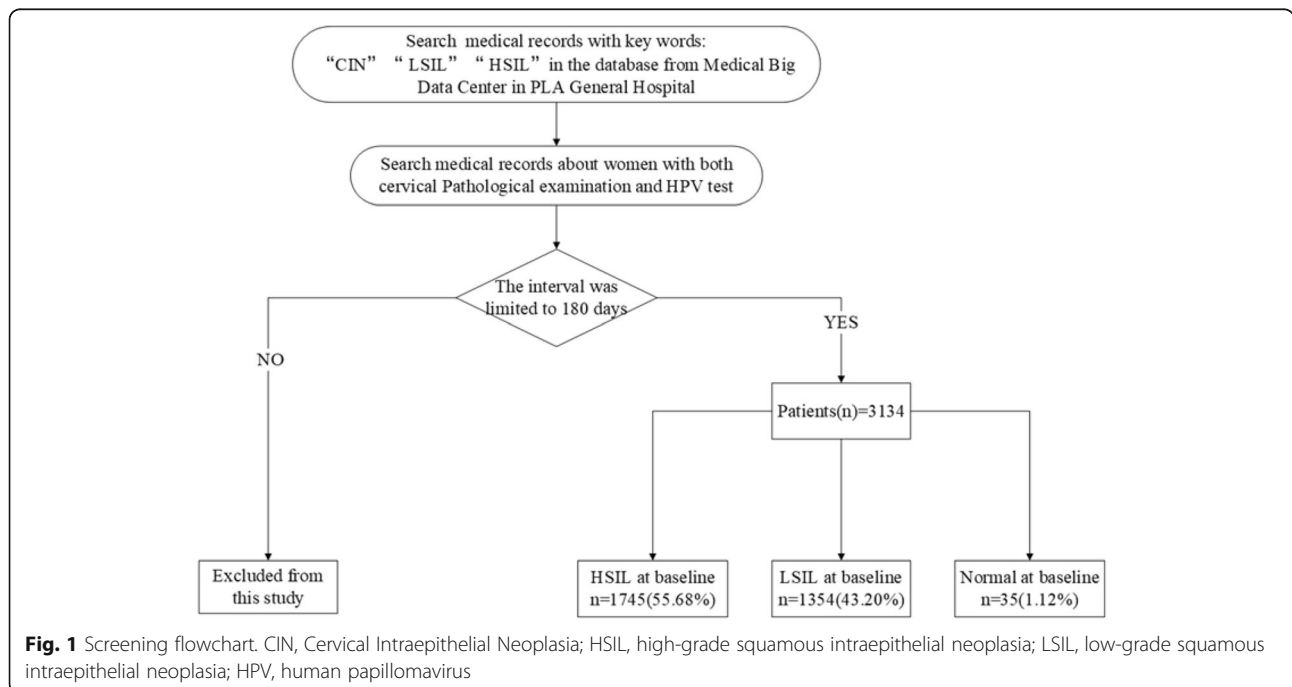 Search medical records with key words:
“CIN” “ LSIL” “ HSIL” in the database from Medical Big
Data Center in PLA General Hospital
Search medical records about women with both
cervical Pathological examination and HPV test
The interval was
limited to 180 days
NO
YES
Patients(n)=3134
Excluded from
this study
HSIL at baseline
n=1745(55.68%)
LSIL at baseline
n=1354(43.20%)
Normal at baseline
n=35(1.12%)
Fig. 1 Screening flowchart. CIN, Cervical Intraepithelial Neoplasia; HSIL, high-grade squamous intraepithelial neoplasia; LSIL, low-grade squamous
intraepithelial neoplasia; HPV, human papillomavirus